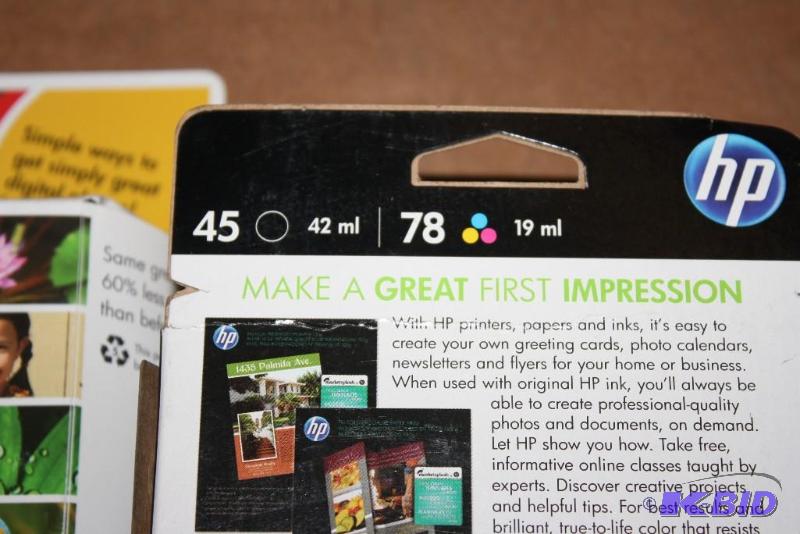 Simple ways to
get simply great
digital
Same gr
60% less
than bef
45 42 ml 78 19 ml
hp
MAKE A GREAT FIRST IMPRESSION
With HP printers, papers and inks, it's easy to
create your own greeting cards, photo calendars,
newsletters and flyers for your home or business.
When used with original HP ink, you'll always be
able to create professional-quality
photos and documents, on demand.
Let HP show you how. Take free,
informative online classes taught by
experts. Discover creative projects
and helpful tips. For best results and
brilliant, true-to-life color that resists
hp
1435 Palmita Ave.
hp
© K-BID